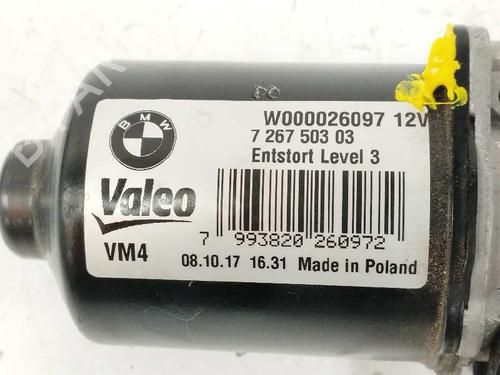 BMW
W000026097 12V
7 267 503 03
Entstort Level 3
Valeo
7 993820 260972
VM4
08.10.17 16.31 Made in Poland